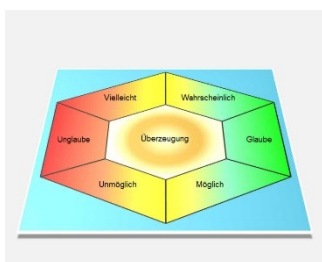 Vielleicht
Wahrscheinlich
Unglaube
Überzeugung
Glaube
Unmöglich
Möglich